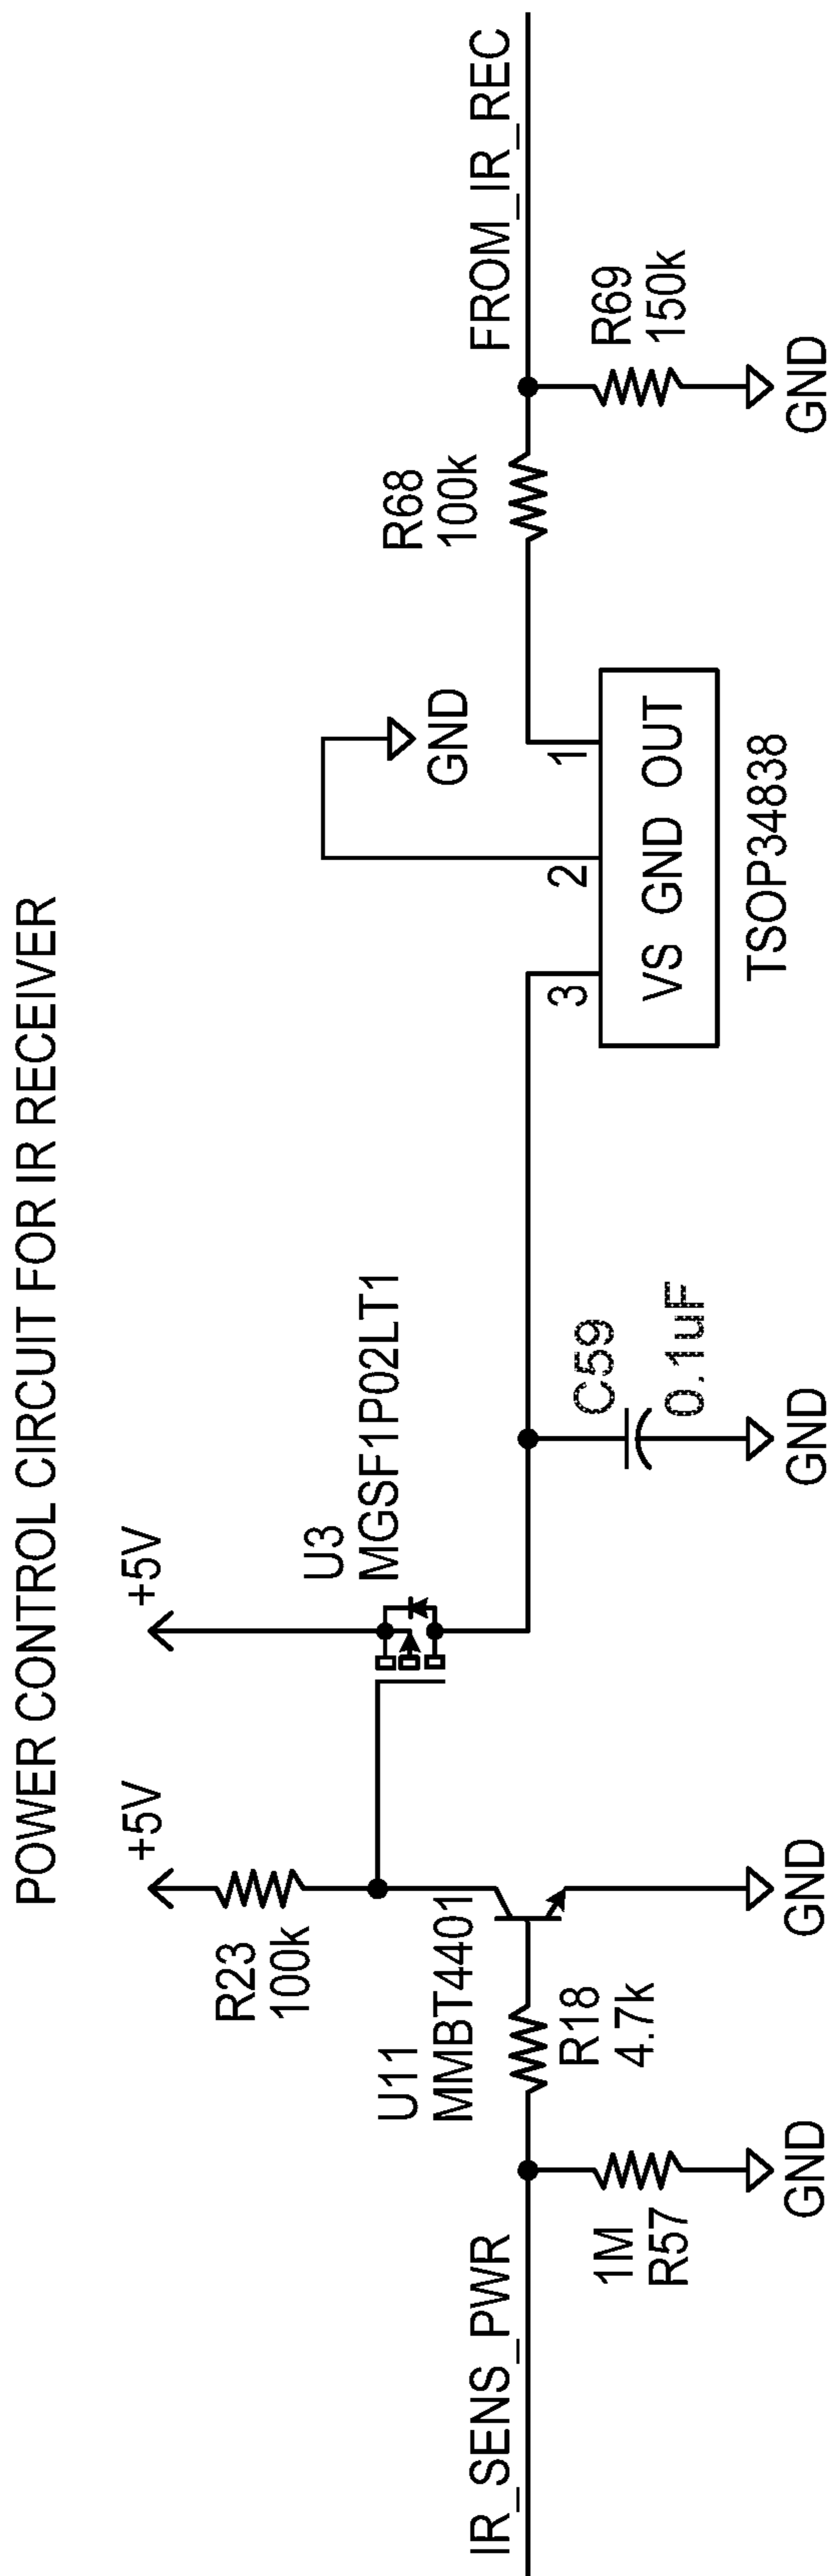 POWER CONTROL CIRCUIT FOR IR RECEIVER
+5V
+5V
R23
100k
U3
MGSF1P02LT1
U11
MMBT4401
IR_SENS_PWR
1M
R57
GND
R18
4.7k
GND
C59
0.1uF
GND
3
2
1
VS GND OUT
TSOP34838
GND
R68
100k
FROM_IR_REC
R69
150k
GND